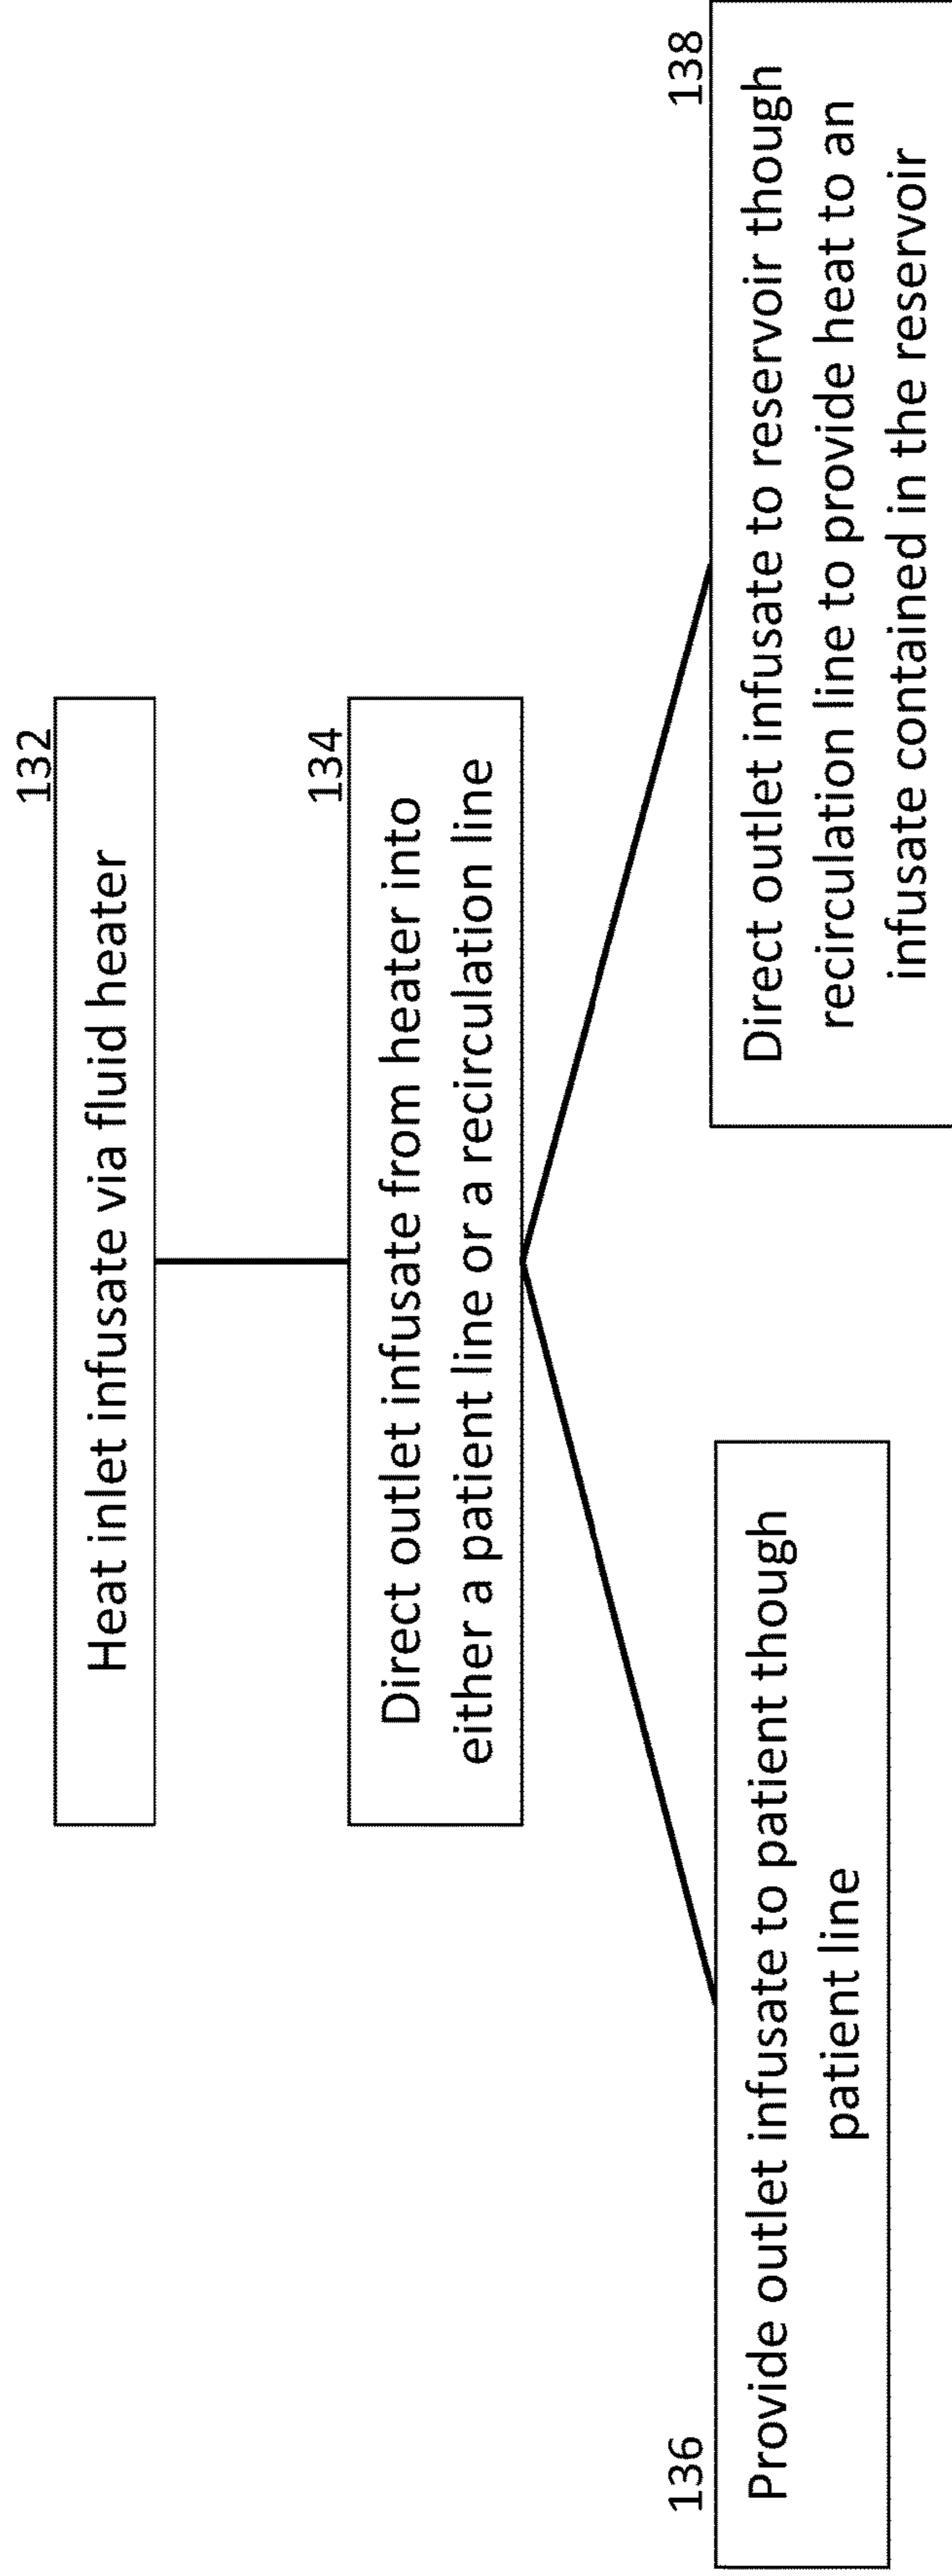 132
Heat inlet infusate via fluid heater
134
Direct outlet infusate from heater into
either a patient line or a recirculation line
136
Provide outlet infusate to patient though
patient line
138
Direct outlet infusate to reservoir though
recirculation line to provide heat to an
infusate contained in the reservoir